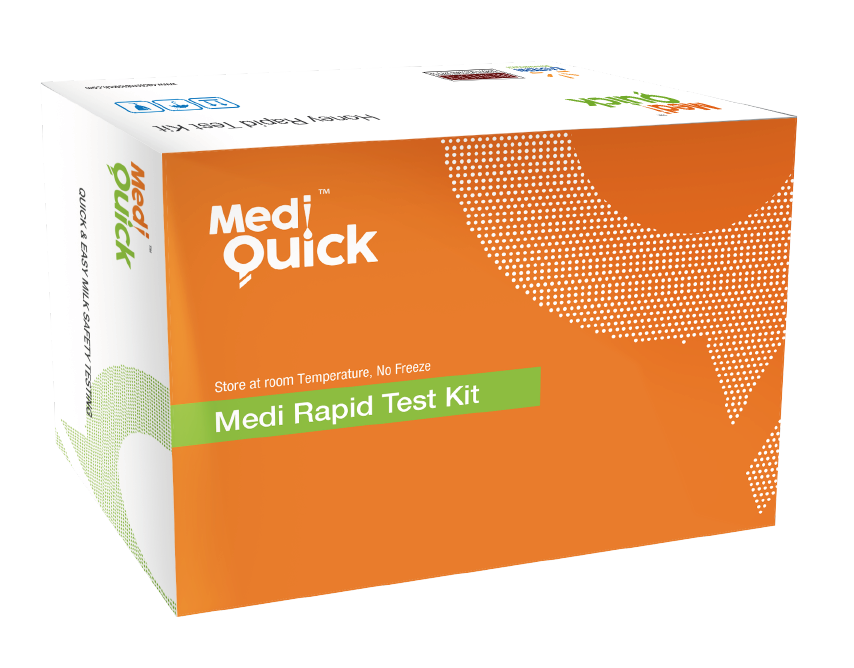 Honey Rapid Test Kit
Medi
Quick
Medi
Quick
™
QUICK & EASY MILK SAFETY TESTING
Medi
™
Quick
Store at room Temperature, No Freeze
Medi Rapid Test Kit